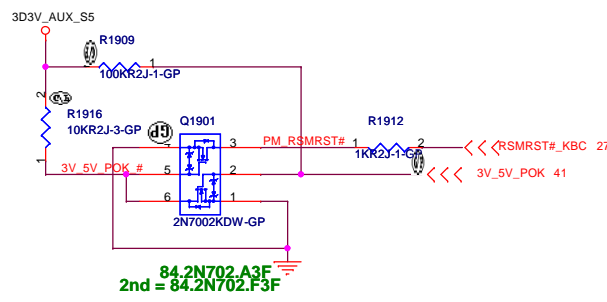 3D3V_AUX_S5
R1909
1
100KR2J-1-GP
2
R1916
10KR2J-3-GP
1
Q1901
GP
R1912
4
3
PM_RSMRST#
1
2
RSMRST#_KBC 27
1KR2J-1-GP
3V_5V_POK_#
5
2
3V_5V_POK 41
6
1
2N7002KDW-GP
84.2N702.A3F
2nd = 84.2N702.F3F